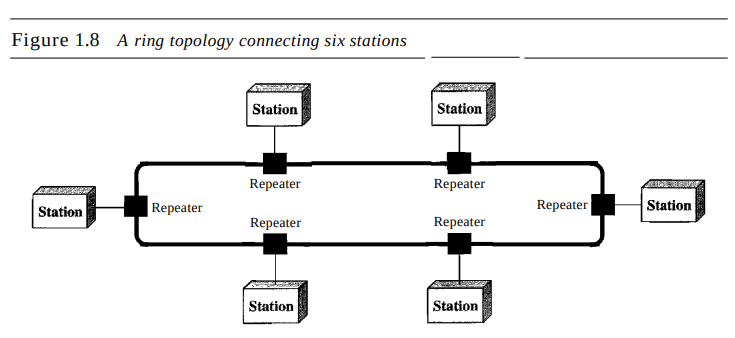 Figure 1.8 A ring topology connecting six stations
Station Station
Repeater Repeater
Station Repeater Repeater Station
Repeater Repeater
Station Station